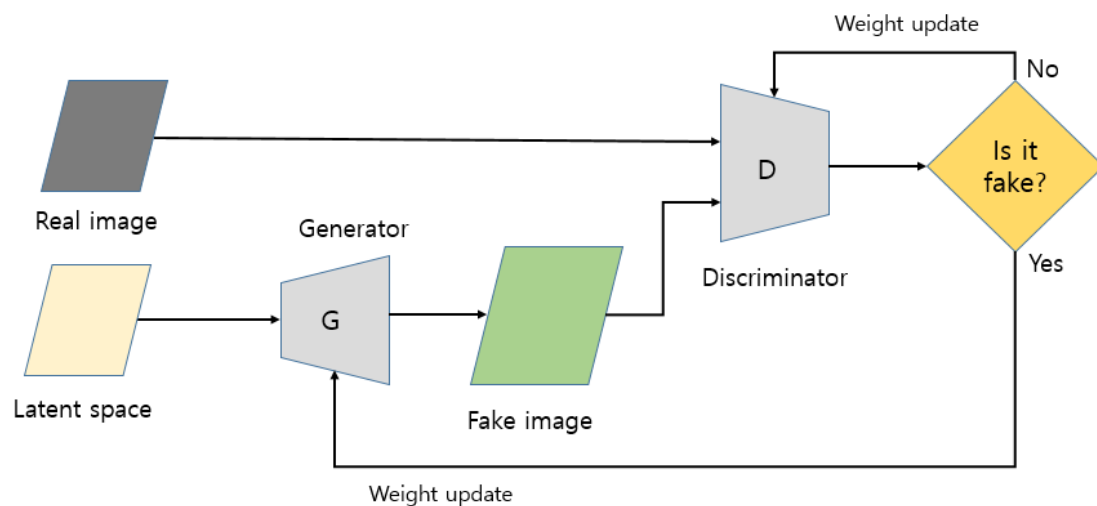 Weight update
No
Is it
fake?
D
Real image
Generator
Yes
Discriminator
G
Latent space
Fake image
Weight update